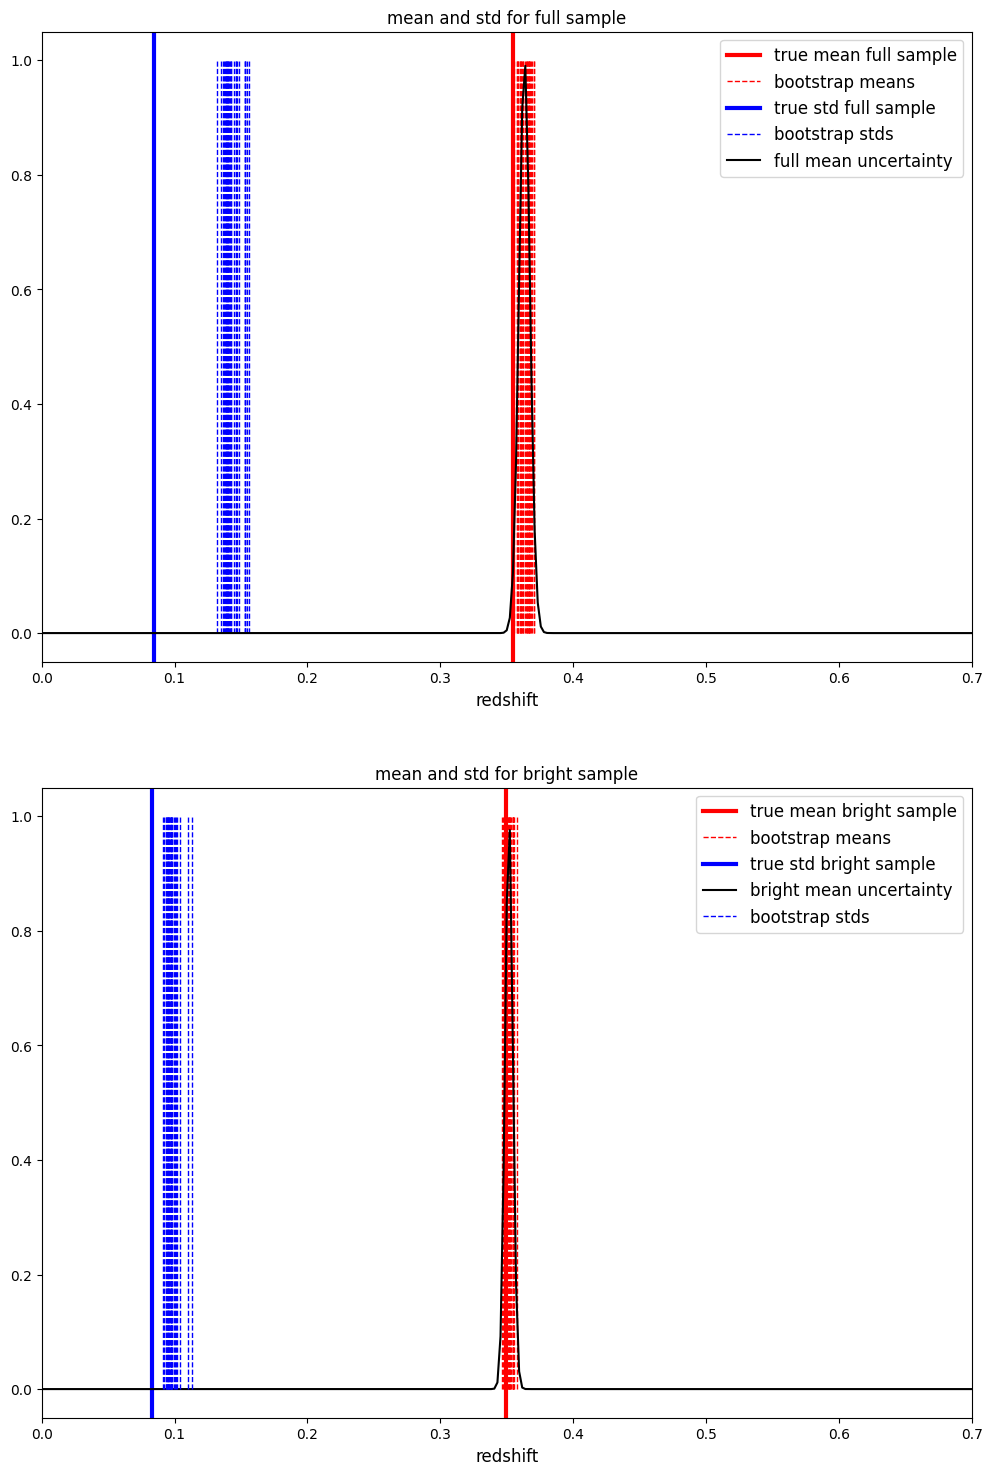 mean and std for full sample
1.0
0.8
0.6
0.4
0.2
0.0
true mean full sample
bootstrap means
true std full sample
bootstrap stds
full mean uncertainty
0.0 0.1 0.2 0.3 0.4 0.5 0.6 0.7
redshift
mean and std for bright sample
1.0
0.8
0.6
0.4
0.2
0.0
true mean bright sample
bootstrap means
true std bright sample
bright mean uncertainty
bootstrap stds
0.0 0.1 0.2 0.3 0.4 0.5 0.6 0.7
redshift